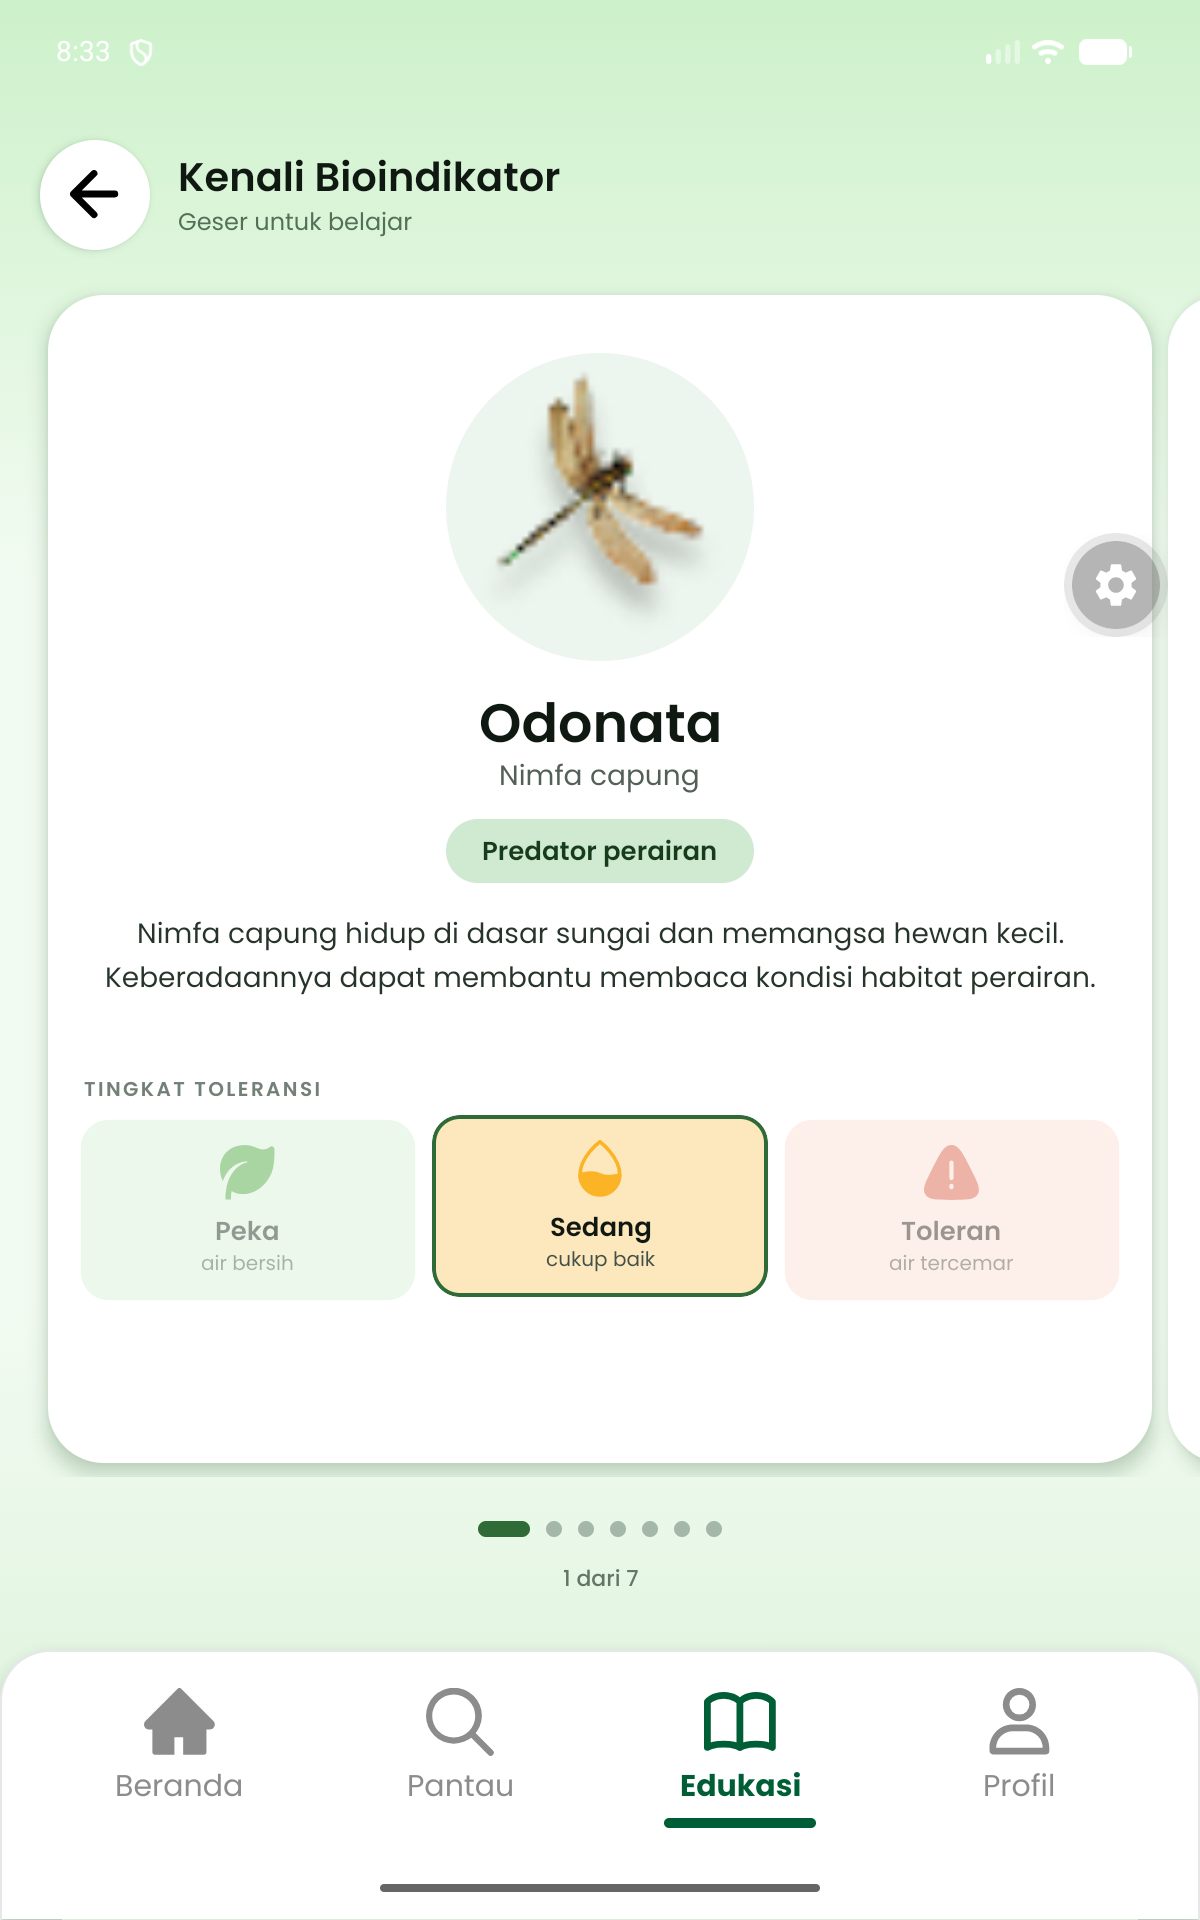 8:33
Kenali Bioindikator
Geser untuk belajar
Odonata
Nimfa capung
Predator perairan
Nimfa capung hidup di dasar sungai dan memangsa hewan kecil.
Keberadaannya dapat membantu membaca kondisi habitat perairan.
TINGKAT TOLERANSI
Peka
air bersih
Sedang
cukup baik
Toleran
air tercemar
1 dari 7
Beranda
Pantau
Edukasi
Profil